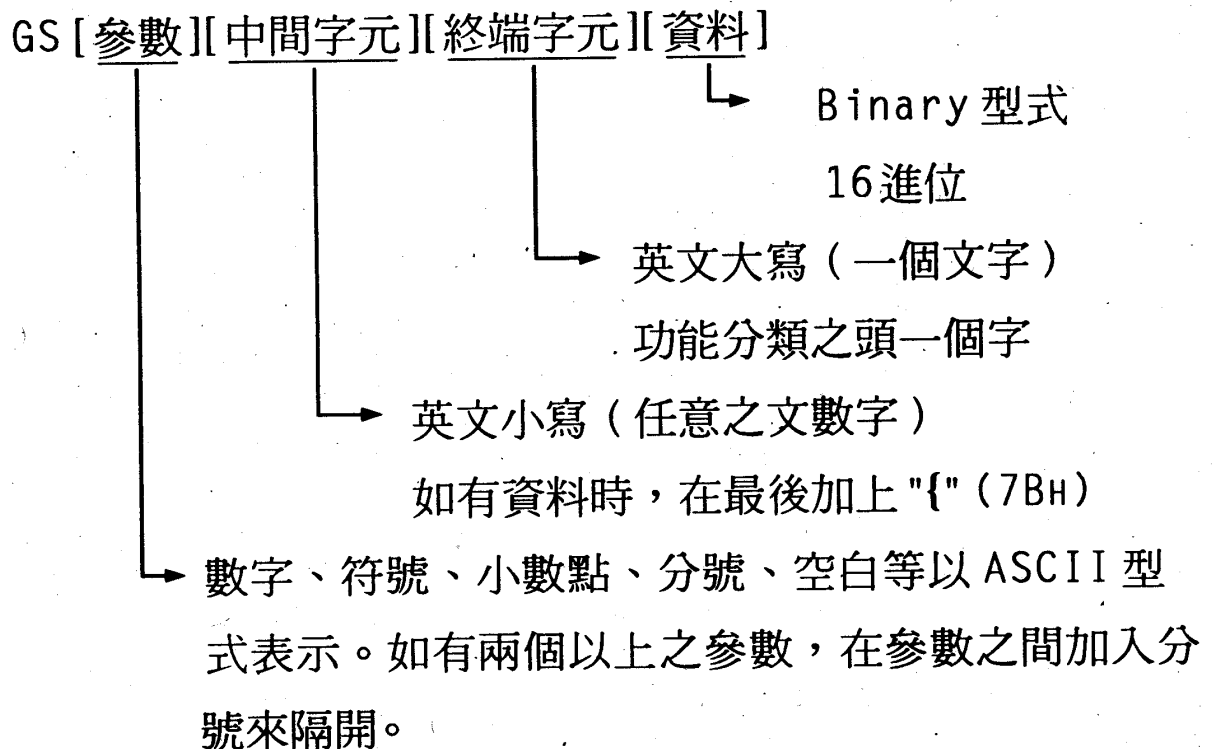 GS[參數][中間字元][終端字元][資料]
Binary 型式
16進位
英文大寫（一個文字）
功能分類之頭一個字
英文小寫（任意之文數字）
如有資料時，在最後加上"{"(7BH)
數字、符號、小數點、分號、空白等以 ASCII 型
式表示。如有兩個以上之參數，在參數之間加入分
號來隔開。